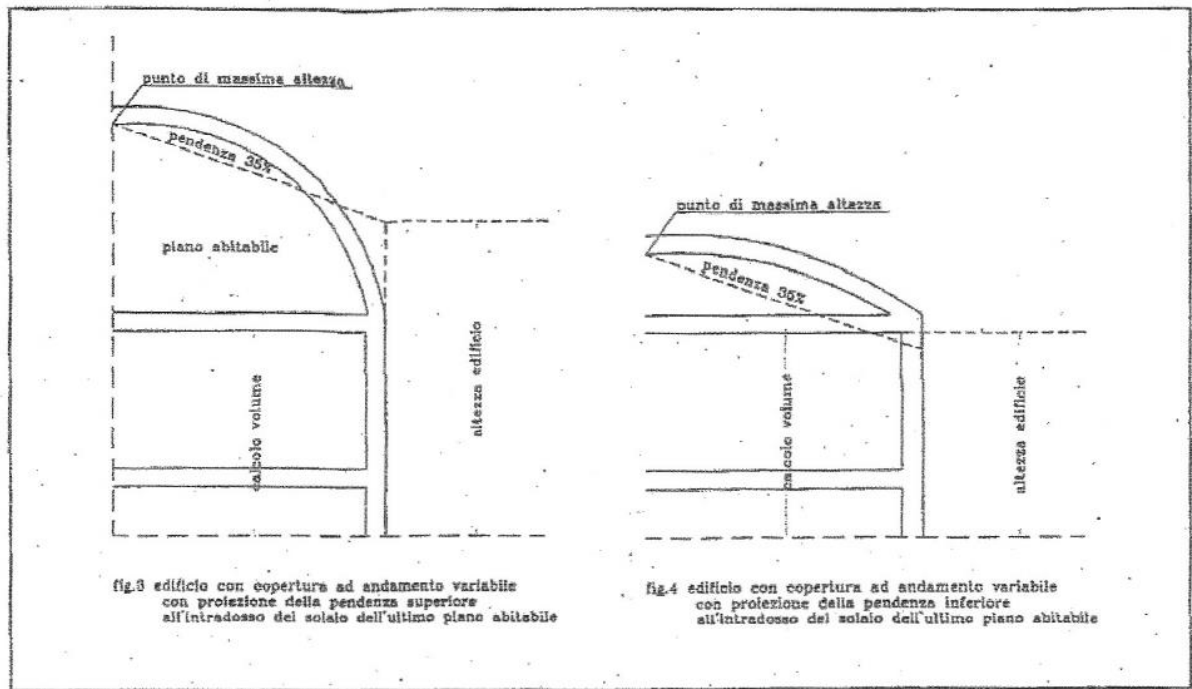 punto di massima altezza
pendenza 35%
piano abitabile
calcolo volume
altezza edificio
fig.3 edificio con copertura ad andamento variabile
con proiezione della pendenza superiore
all'intradosso del solaio dell'ultimo piano abitabile
punto di massima altezza
pendenza 35%
calcolo volume
altezza edificio
fig.4 edificio con copertura ad andamento variabile
con proiezione della pendenza inferiore
all'intradosso del solaio dell'ultimo piano abitabile